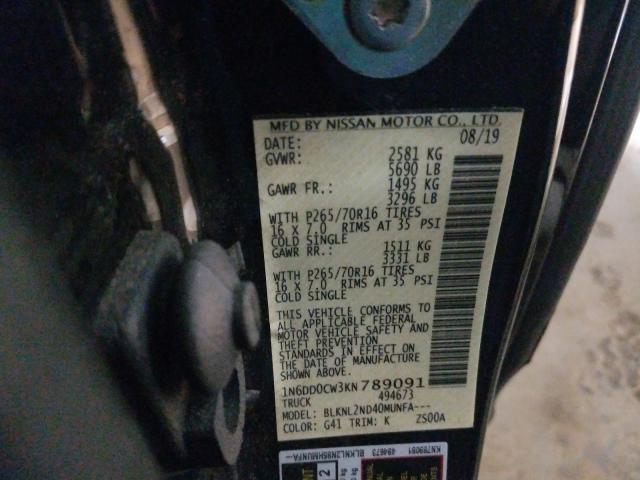 MFD BY NISSAN MOTOR CO., LTD.
DATE: 08/19
GVWR: 2581 KG
5690 LB
GAWR FR.: 1495 KG
3296 LB
WITH P265/70R16 TIRES
16 X 7.0 RIMS AT 35 PSI
COLD SINGLE
GAWR RR.: 1511 KG
3331 LB
WITH P265/70R16 TIRES
16 X 7.0 RIMS AT 35 PSI
COLD SINGLE
THIS VEHICLE CONFORMS TO
ALL APPLICABLE FEDERAL
MOTOR VEHICLE SAFETY AND
THEFT PREVENTION
STANDARDS IN EFFECT ON
THE DATE OF MANUFACTURE
SHOWN ABOVE.
1N6DD0CW3KN789091
TRUCK 494673
MODEL: BLKNL2ND40MUNFA---
COLOR: G41 TRIM: K ZS00A
KN789091
494673